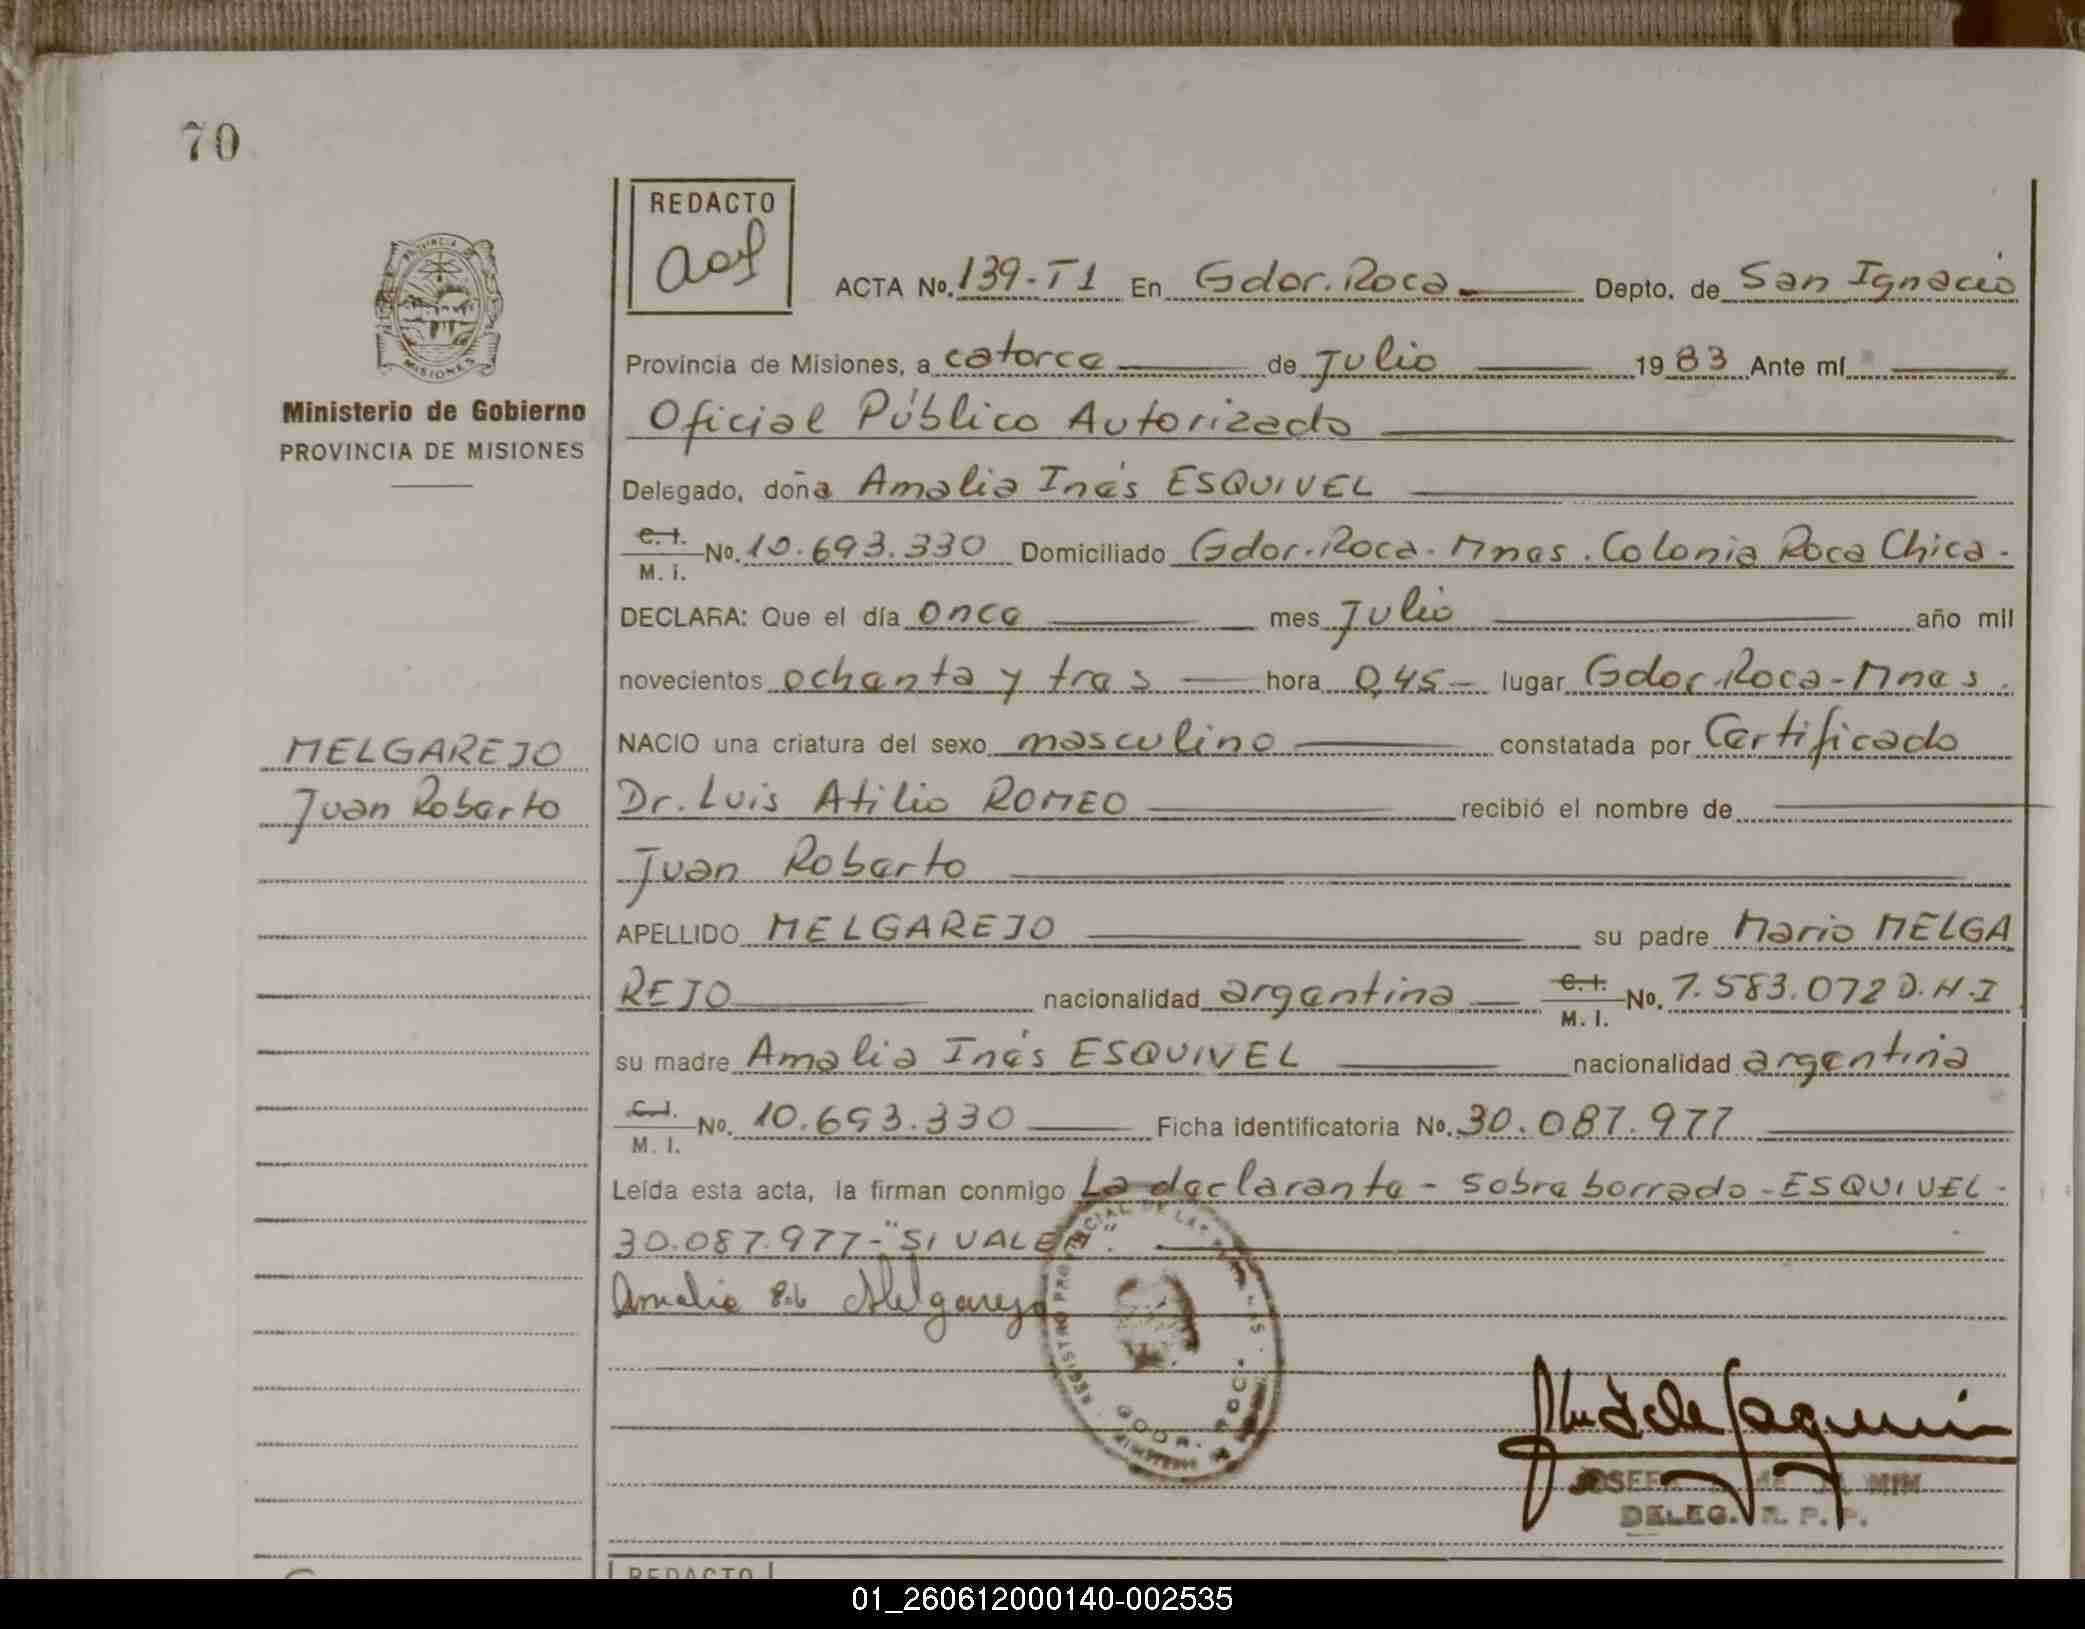 70
REDACTO
ACTA No. 139-T1 En Gdor. Roca Depto. de San Ignacio
Provincia de Misiones, a catorce de Julio 1983 Ante mí
Ministerio de Gobierno
PROVINCIA DE MISIONES
Oficial Público Autorizado
Delegado, doña Amalia Inés ESQUIVEL
C. I. M. I. No. 10.693.330 Domiciliado Gdor. Roca. Mnes. Colonia Roca Chica.
DECLARA: Que el día once mes Julio año mil
novecientos ochenta y tres hora 0,45 lugar Gdor. Roca - Mnes.
MELGAREJO
Juan Roberto
NACIO una criatura del sexo masculino constatada por Certificado
Dr. Luis Atilio ROMEO recibió el nombre de
Juan Roberto
APELLIDO MELGAREJO su padre Mario MELGA
REJO nacionalidad argentina C. I. M. I. No. 7.583.072 D.N.I
su madre Amalia Inés ESQUIVEL nacionalidad argentina
C. I. M. I. No. 10.693.330 Ficha identificatoria No. 30.087.977
Leída esta acta, la firman conmigo La declarante - sobre borrado - ESQUIVEL -
30.087.977 - "SI VALE".
Amalia de Melgarejo
REGISTRO PROVINCIAL DE LAS
DELEG. R. P. P.
REDACTO
01_260612000140-002535